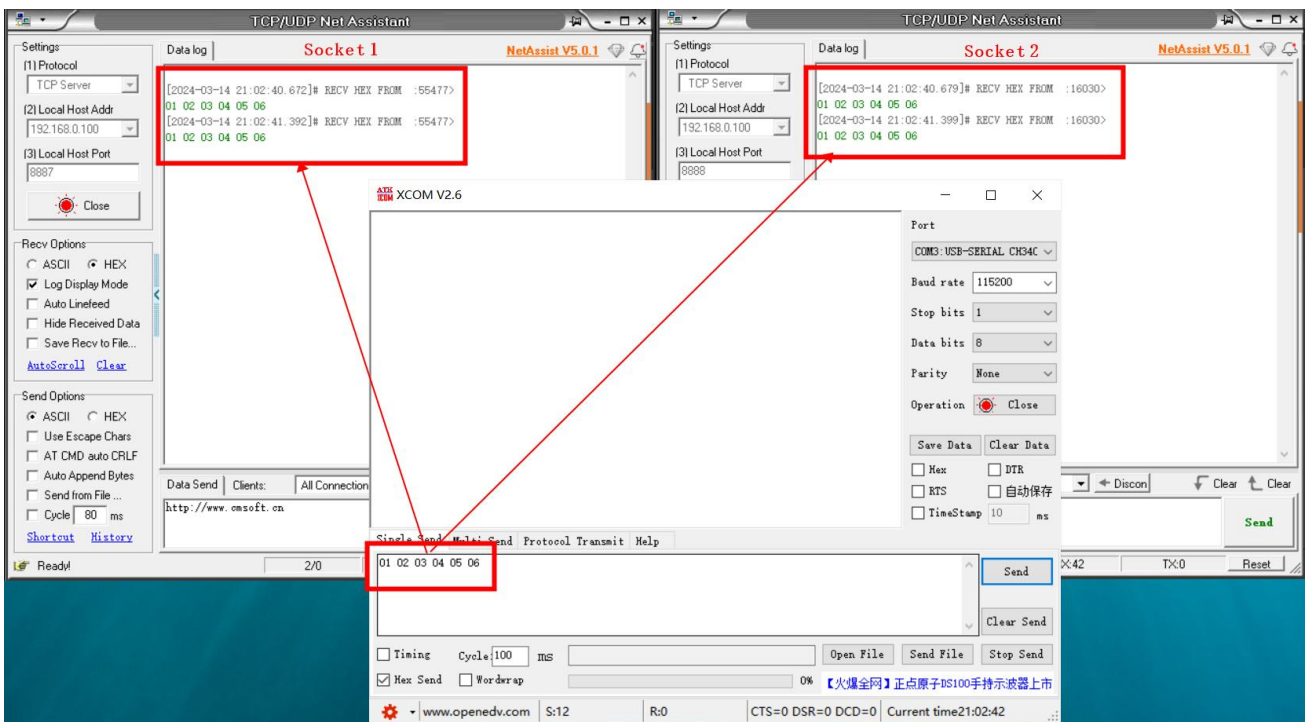 TCP/UDP Net Assistant
Settings
(1) Protocol
TCP Server
(2) Local Host Addr
192.168.0.100
(3) Local Host Port
8887
Close
Recv Options
ASCII HEX
Log Display Mode
Auto Linefeed
Hide Received Data
Save Recv to File...
AutoScroll Clear
Send Options
ASCII HEX
Use Escape Chars
AT CMD auto CRLF
Auto Append Bytes
Send from File ...
Cycle 80 ms
Shortcut History
Data log Socket 1 NetAssist V5.0.1
[2024-03-14 21:02:40.672]# RECV HEX FROM :55477>
01 02 03 04 05 06
[2024-03-14 21:02:41.392]# RECV HEX FROM :55477>
01 02 03 04 05 06
Data Send Clients: All Connection
http://www.cmsoft.cn
Ready! 2/0
TCP/UDP Net Assistant
Settings
(1) Protocol
TCP Server
(2) Local Host Addr
192.168.0.100
(3) Local Host Port
8888
Data log Socket 2 NetAssist V5.0.1
[2024-03-14 21:02:40.679]# RECV HEX FROM :16030>
01 02 03 04 05 06
[2024-03-14 21:02:41.399]# RECV HEX FROM :16030>
01 02 03 04 05 06
Discon Clear Clear
Send
X:42 TX:0 Reset
ATK XCOM XCOM V2.6
Port
COM3:USB-SERIAL CH34C
Baud rate 115200
Stop bits 1
Data bits 8
Parity None
Operation Close
Save Data Clear Data
Hex DTR
RTS 自动保存
TimeStamp 10 ms
Single Send Multi Send Protocol Transmit Help
01 02 03 04 05 06
Send
Clear Send
Timing Cycle: 100 ms Open File Send File Stop Send
Hex Send Wordwrap 0% 【火爆全网】正点原子DS100手持示波器上市
www.openedv.com S:12 R:0 CTS=0 DSR=0 DCD=0 Current time21:02:42